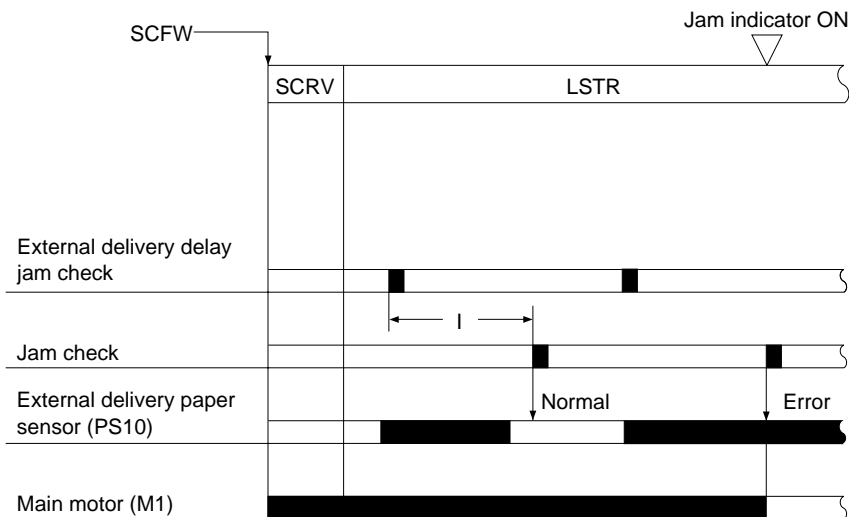 Jam indicator ON
SCFW
SCRV
LSTR
External delivery delay
jam check
I
Jam check
External delivery paper
sensor (PS10)
Normal
Error
Main motor (M1)